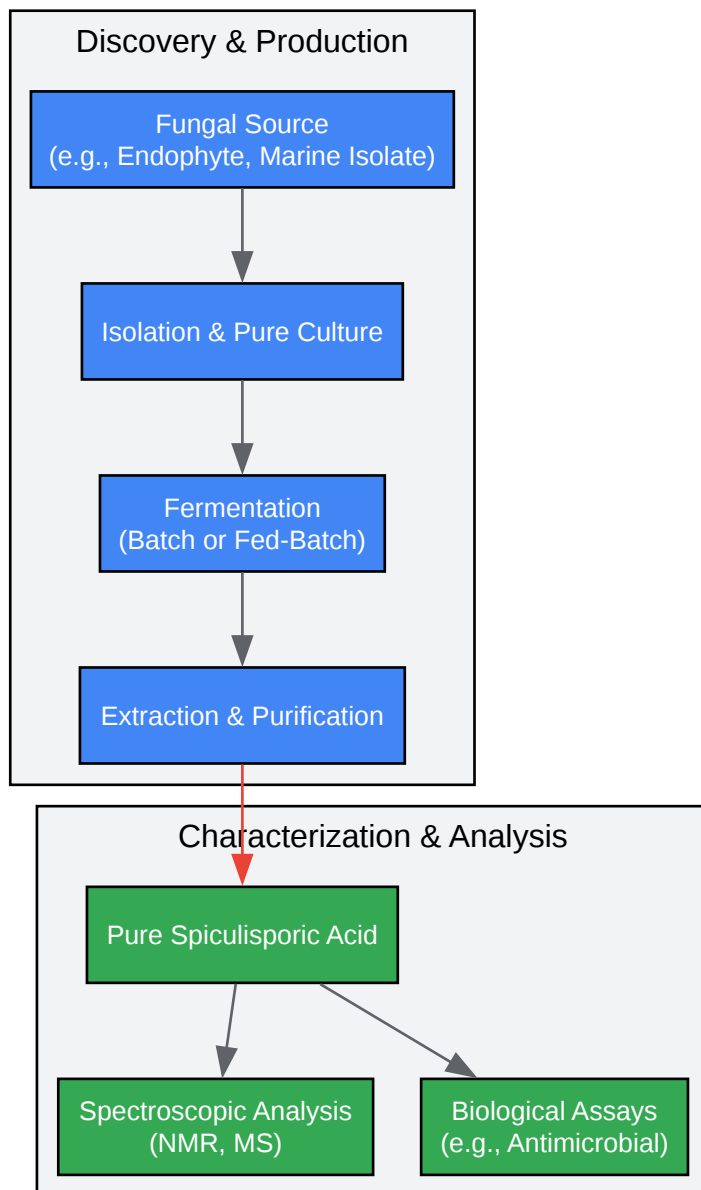 Discovery & Production
Fungal Source
(e.g., Endophyte, Marine Isolate)
Isolation & Pure Culture
Fermentation
(Batch or Fed-Batch)
Extraction & Purification
Characterization & Analysis
Pure Spiculisporic Acid
Spectroscopic Analysis
(NMR, MS)
Biological Assays
(e.g., Antimicrobial)